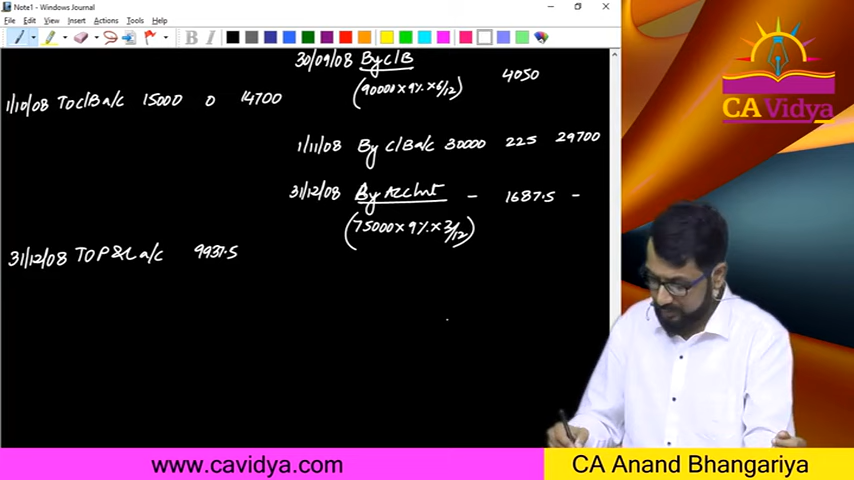 Note1 - Windows Journal
File Edit View Insert Actions Tools Help
30/09/08 By C/B
(90000×9%×6/12) 4050
1/10/08 To C/B a/c 15000 0 14700
1/11/08 By C/B a/c 30000 225 29700
31/12/08 By Acc Int - 1687.5 -
(75000×9%×3/12)
31/12/08 TO P&L a/c 9937.5
CA Vidya
www.cavidya.com
CA Anand Bhangariya